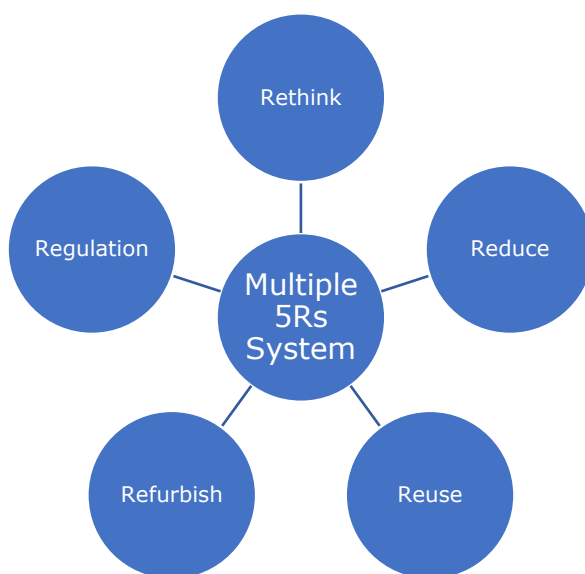 Rethink
Regulation
Reduce
Multiple
5Rs
System
Refurbish
Reuse